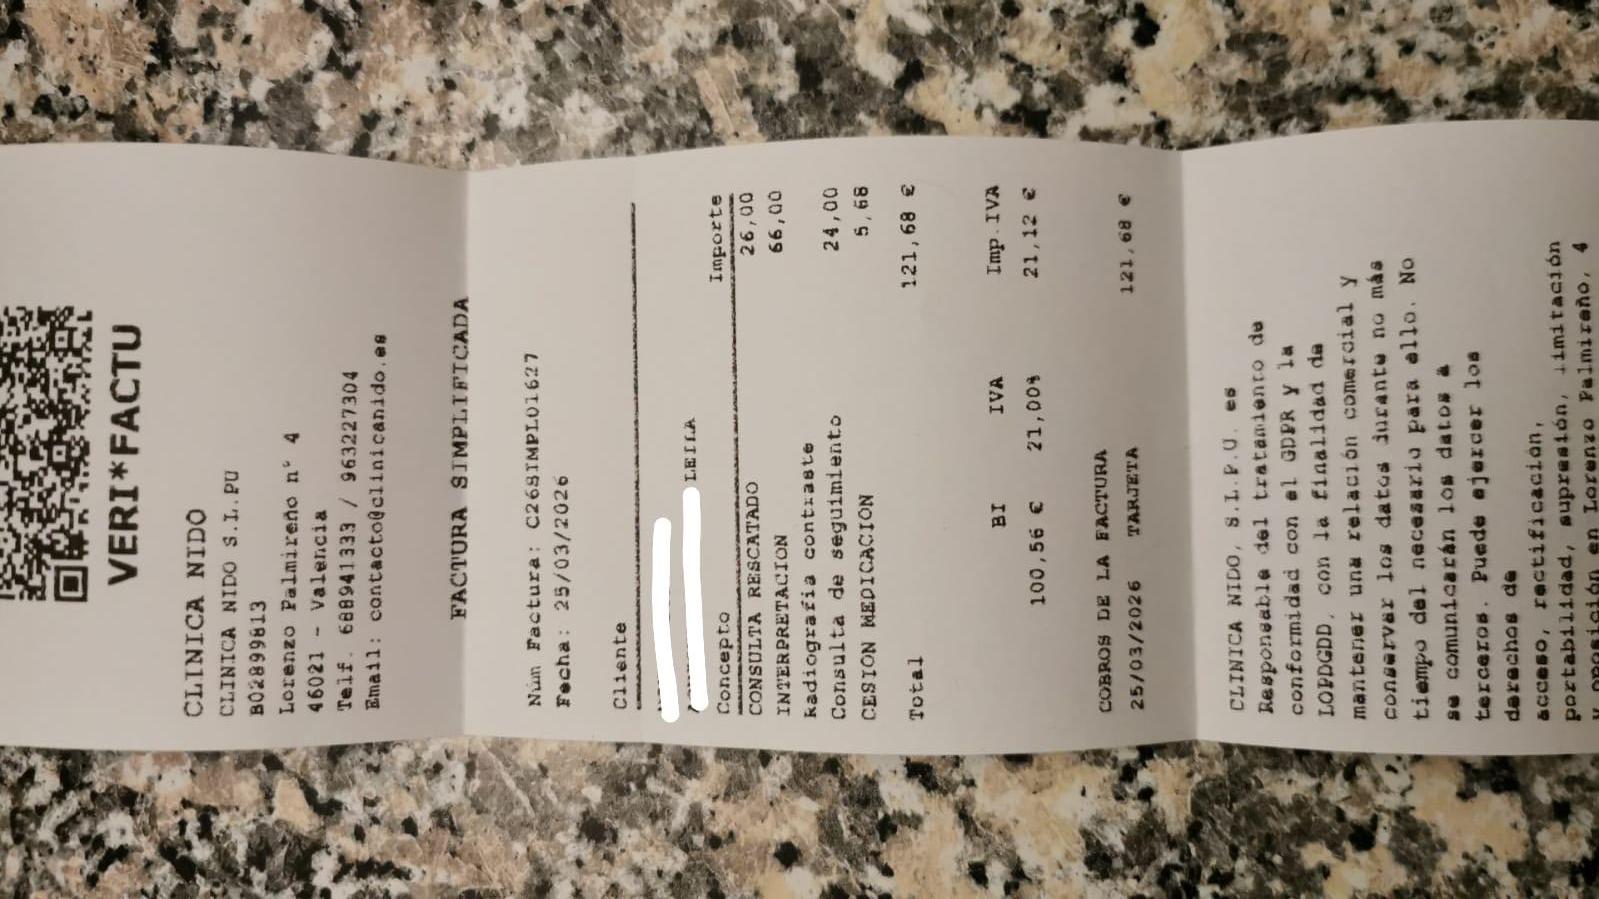 VERI*FACTU
CLINICA NIDO
CLINICA NIDO S.L.PU
B02899813
Lorenzo Palmireño nº 4
46021 - Valencia
Telf. 688941333 / 963227304
Email: contacto@clinicanido.es
FACTURA SIMPLIFICADA
Núm Factura: C26SIMPL01627
Fecha: 25/03/2026
Cliente
LEILA
Concepto Importe
CONSULTA RESCATADO 26,00
INTERPRETACION 66,00
Radiografia contraste
Consulta de seguimiento 24,00
CESION MEDICACION 5,68
Total 121,68 €
BI IVA Imp.IVA
100,56 € 21,00% 21,12 €
COBROS DE LA FACTURA
25/03/2026 TARJETA 121,68 €
CLINICA NIDO, S.L.P.U. es
Responsable del tratamiento de
conformidad con el GDPR y la
LOPDGDD, con la finalidad de
mantener una relación comercial y
conservar los datos durante no más
tiempo del necesario para ello. No
se comunicarán los datos a
terceros. Puede ejercer los
derechos de
acceso, rectificación,
portabilidad, supresión, limitación
y oposición en Lorenzo Palmireño, 4